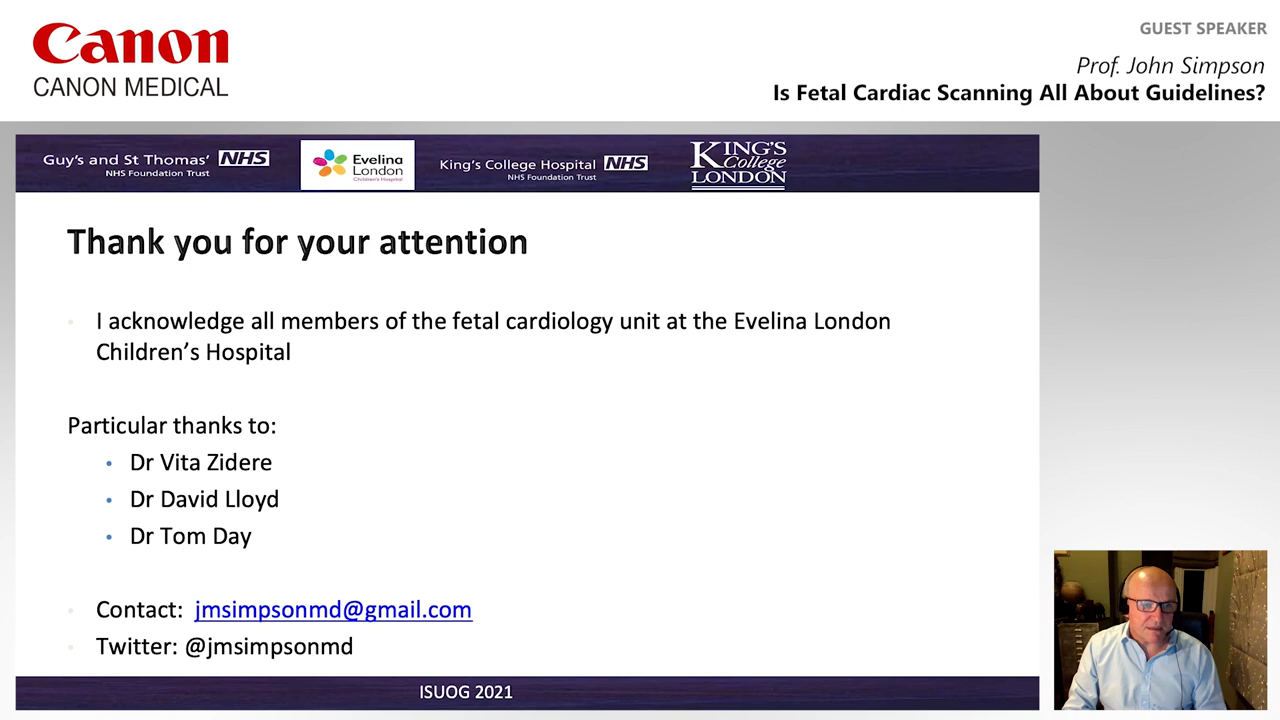 Canon
CANON MEDICAL
GUEST SPEAKER
Prof. John Simpson
Is Fetal Cardiac Scanning All About Guidelines?
Guy's and St Thomas' NHS
NHS Foundation Trust
Evelina
London
Children's Hospital
King's College Hospital NHS
NHS Foundation Trust
KING'S
College
LONDON
Thank you for your attention
I acknowledge all members of the fetal cardiology unit at the Evelina London
Children’s Hospital
Particular thanks to:
• Dr Vita Zidere
• Dr David Lloyd
• Dr Tom Day
Contact: jmsimpsonmd@gmail.com
Twitter: @jmsimpsonmd
ISUOG 2021